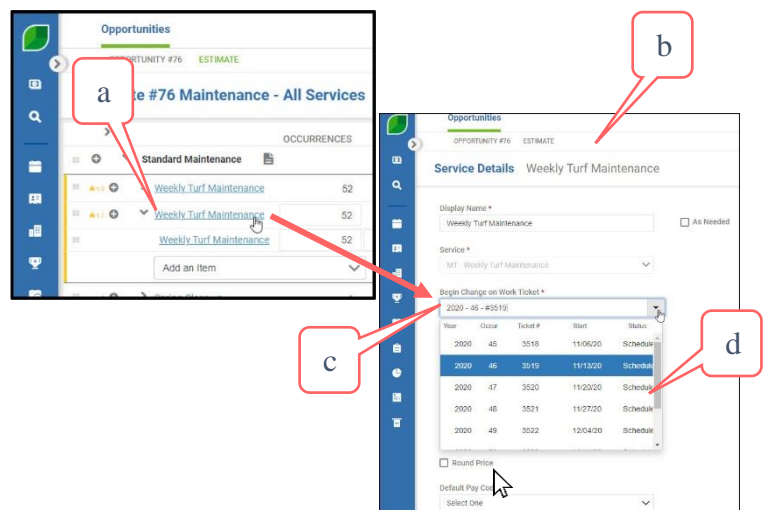 Opportunities
OPPORTUNITY #76 ESTIMATE
#76 Maintenance - All Services
OCCURRENCES
Standard Maintenance
Weekly Turf Maintenance 52
Weekly Turf Maintenance 52
Weekly Turf Maintenance 52
Add an Item
a
b
Opportunities
OPPORTUNITY #76 ESTIMATE
Service Details Weekly Turf Maintenance
Display Name *
Weekly Turf Maintenance
As Needed
Service *
MT - Weekly Turf Maintenance
Begin Change on Work Ticket *
2020 - 46 - #3519
Year Occur Ticket # Start Status
2020 45 3518 11/06/20 Schedule
2020 46 3519 11/13/20 Schedule
2020 47 3520 11/20/20 Schedule
2020 48 3521 11/27/20 Schedule
2020 49 3522 12/04/20 Schedule
c
d
Round Price
Default Pay Code
Select One